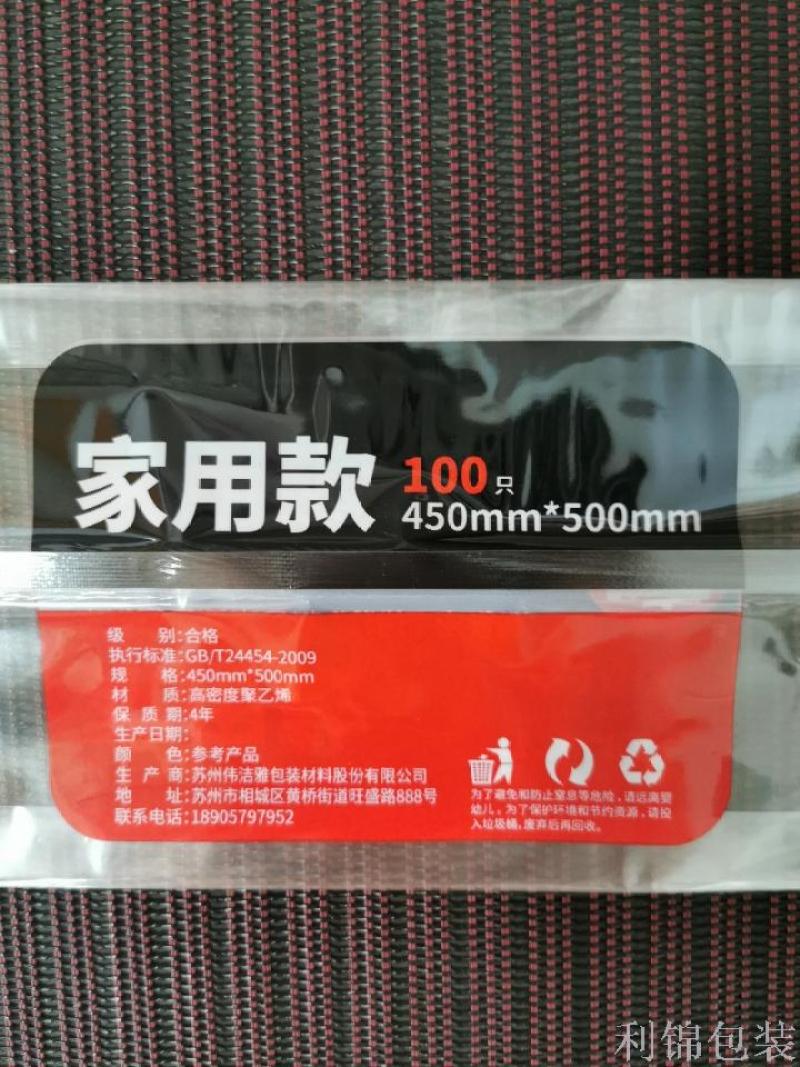 家用款
100只
450mm*500mm
级 别:合格
执行标准:GB/T24454-2009
规 格:450mm*500mm
材 质:高密度聚乙烯
保 质 期:4年
生产日期:
颜 色:参考产品
生 产 商:苏州伟洁雅包装材料股份有限公司
地 址:苏州市相城区黄桥街道旺盛路888号
联系电话:18905797952
为了避免和防止窒息等危险,请远离婴
幼儿。为了保护环境和节约资源,请投
入垃圾桶,废弃后再回收。
利锦包装